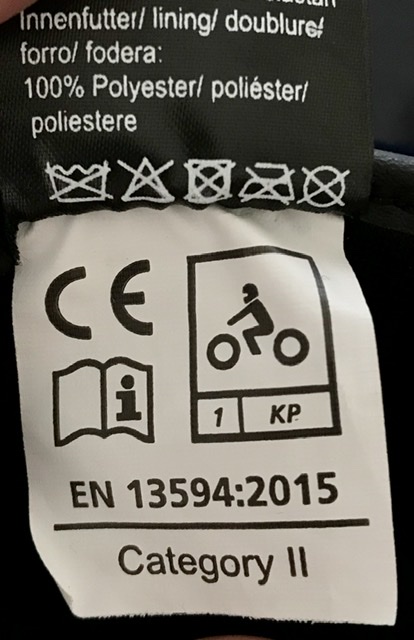 Innenfutter/ lining/ doublure/
forro/ fodera:
100% Polyester/ poliéster/
poliestere
CE
i
1 KP
EN 13594:2015
Category II